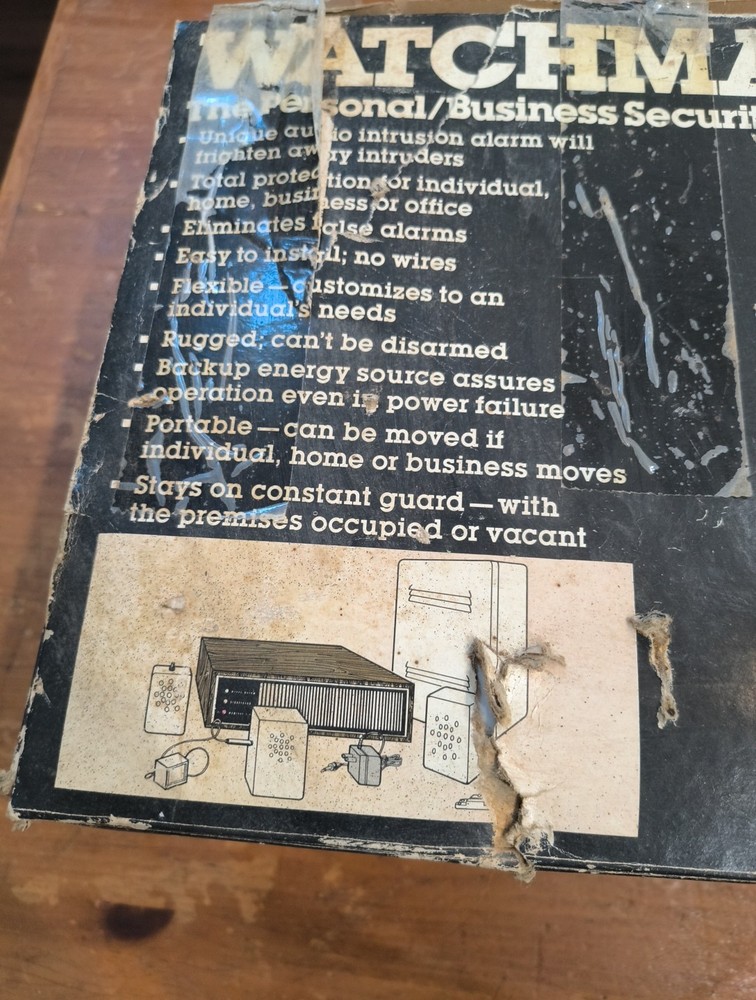 WATCHMA
The Personal/Business Securit
▪ Unique audio intrusion alarm will
frighten away intruders
▪ Total protection for individual,
home, business or office
▪ Eliminates false alarms
▪ Easy to install; no wires
▪ Flexible — customizes to an
individual's needs
▪ Rugged; can't be disarmed
▪ Backup energy source assures
operation even in power failure
▪ Portable — can be moved if
individual, home or business moves
▪ Stays on constant guard — with
the premises occupied or vacant